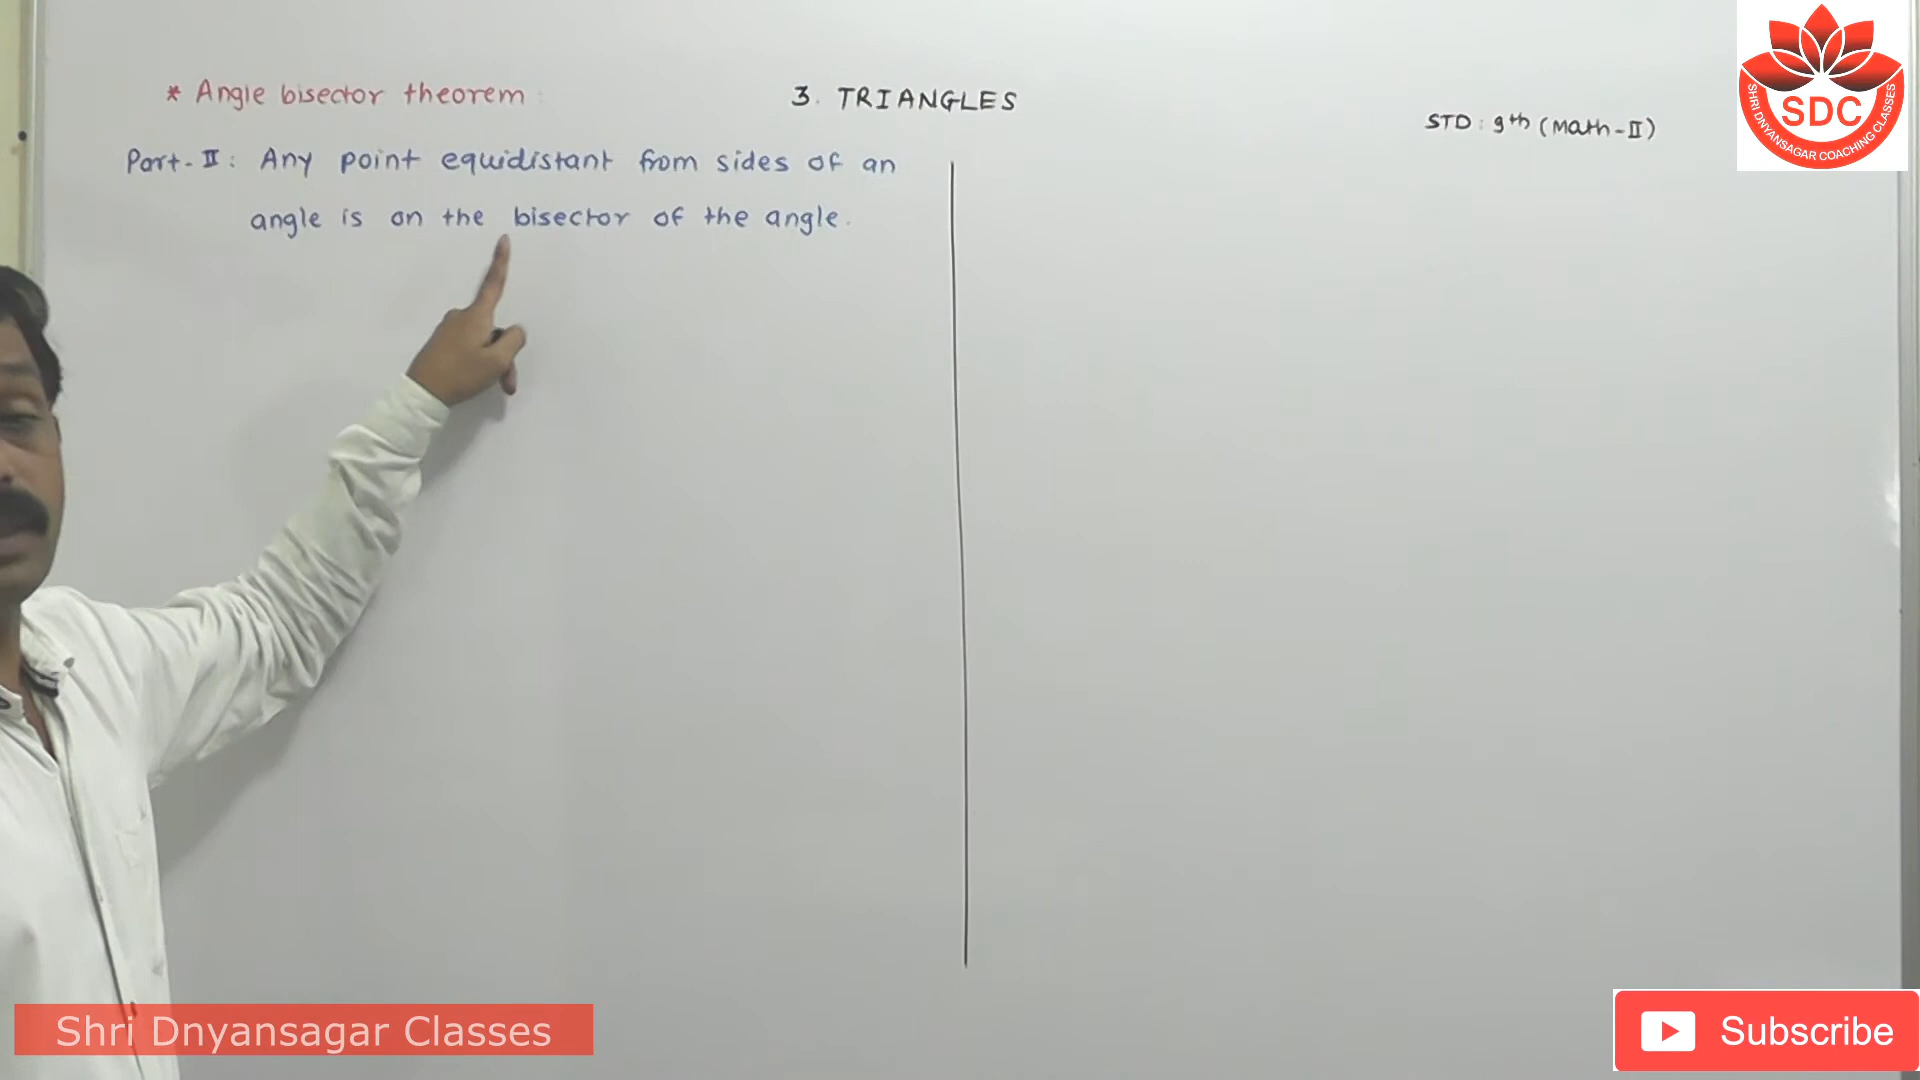 * Angle bisector theorem :
3. TRIANGLES
STD : 9th (Math-II)
Part-II : Any point equidistant from sides of an
angle is on the bisector of the angle.
SDC
SHRI DNYANSAGAR COACHING CLASSES
Shri Dnyansagar Classes
Subscribe